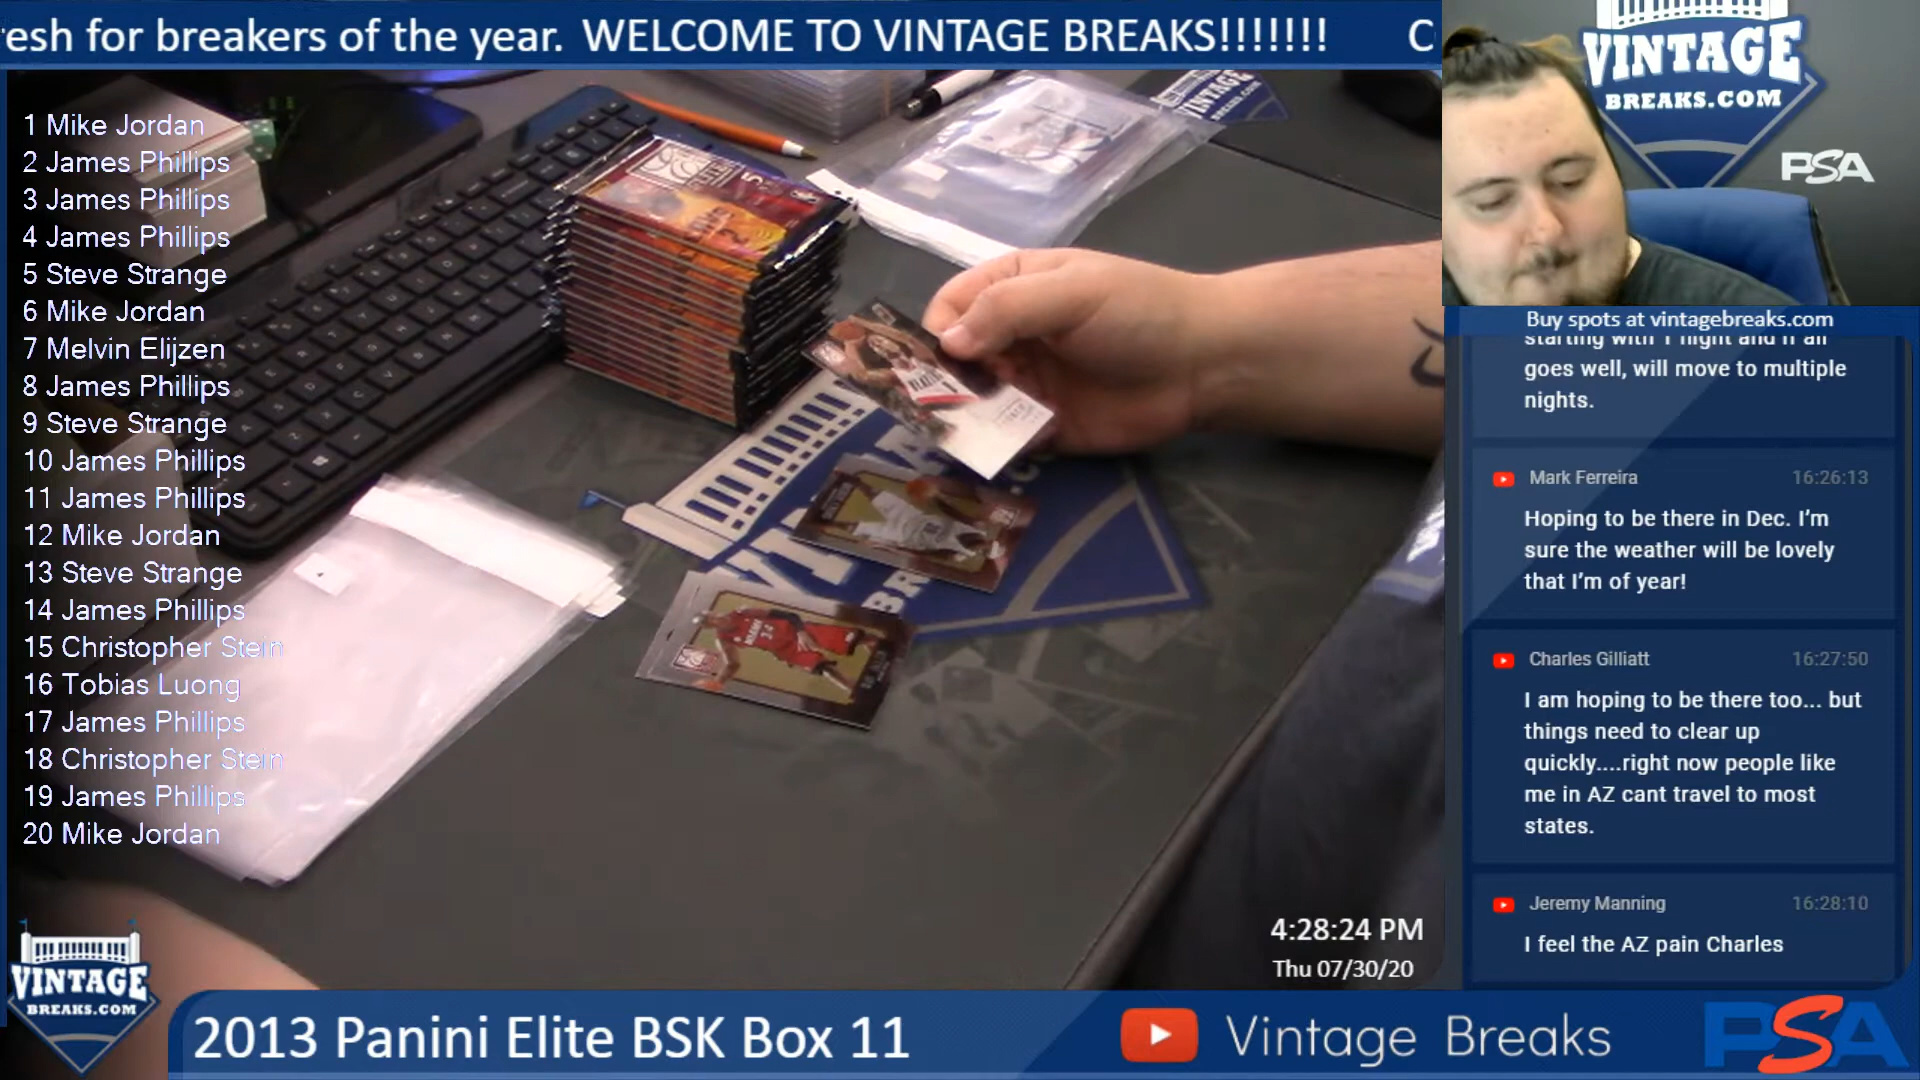 esh for breakers of the year. WELCOME TO VINTAGE BREAKS!!!!!!! C
1 Mike Jordan
2 James Phillips
3 James Phillips
4 James Phillips
5 Steve Strange
6 Mike Jordan
7 Melvin Elijzen
8 James Phillips
9 Steve Strange
10 James Phillips
11 James Phillips
12 Mike Jordan
13 Steve Strange
14 James Phillips
15 Christopher Stein
16 Tobias Luong
17 James Phillips
18 Christopher Stein
19 James Phillips
20 Mike Jordan
VINTAGE
BREAKS.COM
PSA
Buy spots at vintagebreaks.com
starting with 1 night and if all
goes well, will move to multiple
nights.
Mark Ferreira 16:26:13
Hoping to be there in Dec. I'm
sure the weather will be lovely
that I'm of year!
Charles Gilliatt 16:27:50
I am hoping to be there too... but
things need to clear up
quickly....right now people like
me in AZ cant travel to most
states.
Jeremy Manning 16:28:10
I feel the AZ pain Charles
4:28:24 PM
Thu 07/30/20
VINTAGE
BREAKS.COM
2013 Panini Elite BSK Box 11
Vintage Breaks
PSA